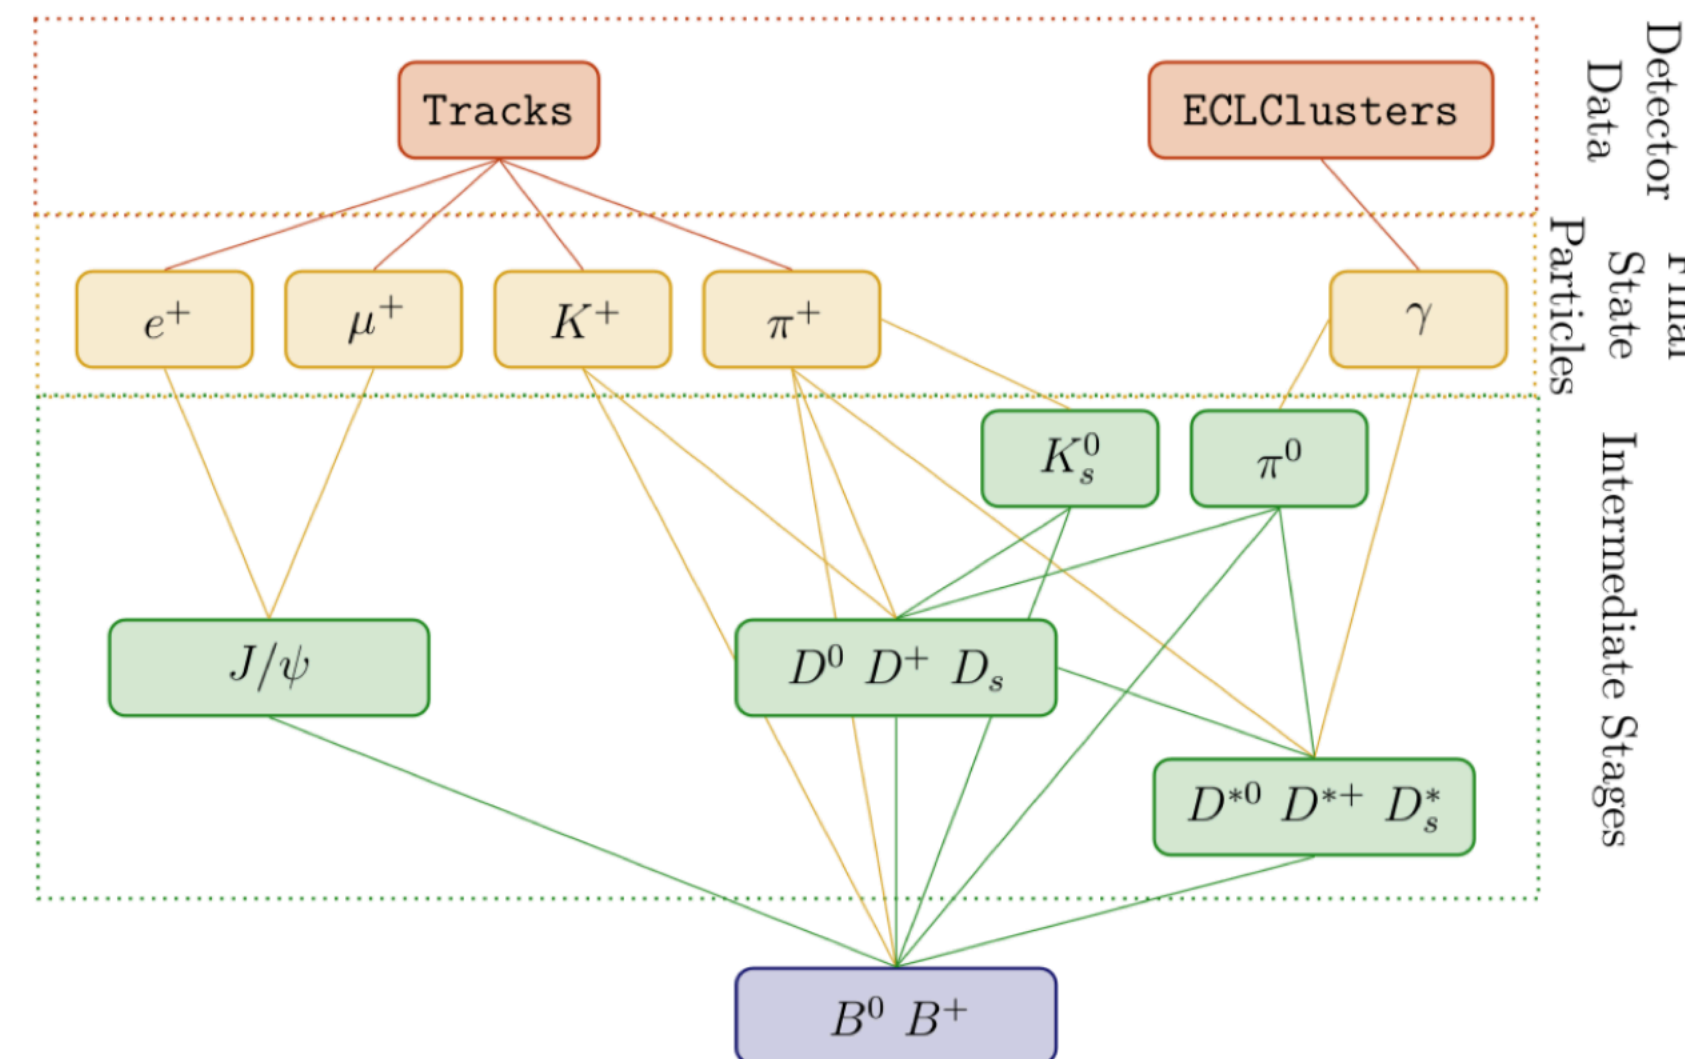 Tracks
ECLClusters
Detector
Data
e⁺
μ⁺
K⁺
π⁺
γ
State
Particles
K⁰ₛ
π⁰
J/ψ
D⁰ D⁺ Dₛ
D*⁰ D*⁺ D*ₛ
Intermediate Stages
B⁰ B⁺